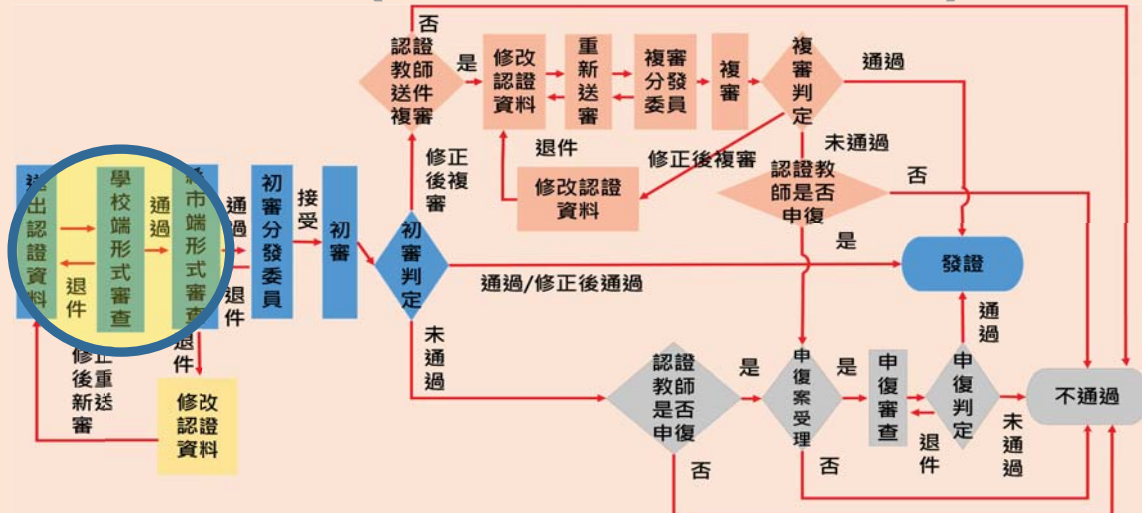 否
認證
教師
送件
複審
是
修改
認證
資料
重新送審
複審
分發
委員
複審
複審判定
通過
未通過
退件
修正後複審
修改認證
資料
認證教
師是否
申復
否
是
修正
後複
審
送出認證資料
退件
學校端形式審查
通過
縣市端形式審查
通過
退件
初審分發委員
接受
初審
初審判定
通過/修正後通過
發證
未通過
退件
修正
後重
新送
審
修改
認證
資料
認證
教師
是否
申復
是
否
申復案受理
是
否
申復審查
退件
申復判定
通過
未通過
不通過